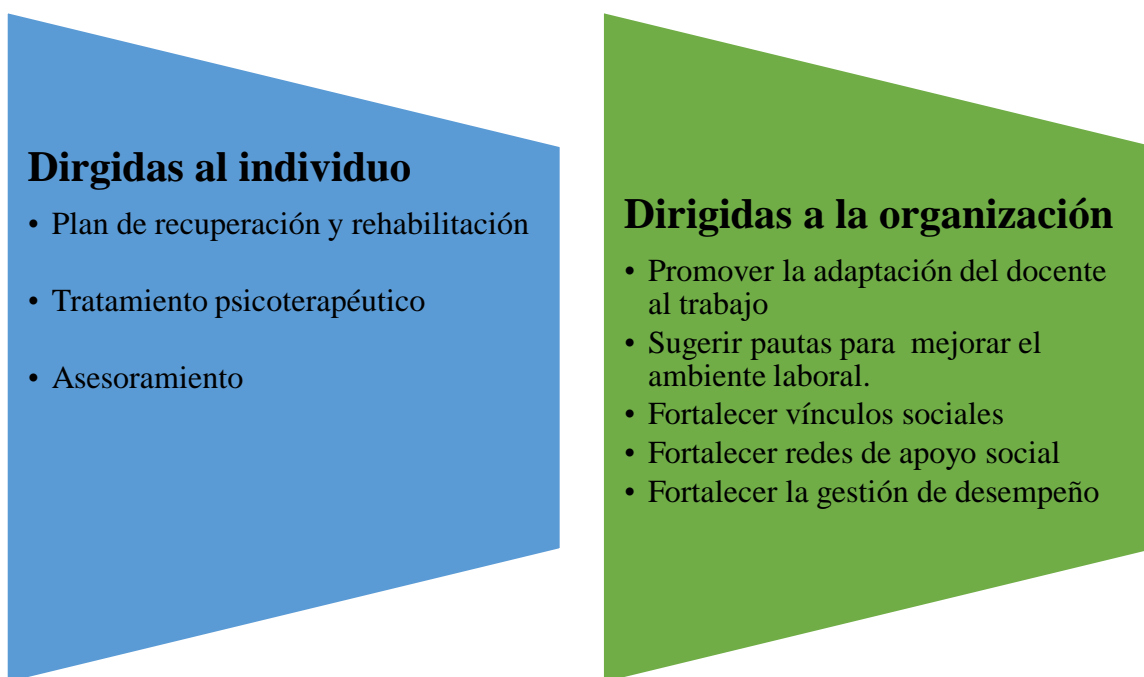 Dirgidas al individuo
• Plan de recuperación y rehabilitación
• Tratamiento psicoterapéutico
• Asesoramiento
Dirigidas a la organización
• Promover la adaptación del docente
al trabajo
• Sugerir pautas para  mejorar el
ambiente laboral.
• Fortalecer vínculos sociales
• Fortalecer redes de apoyo social
• Fortalecer la gestión de desempeño